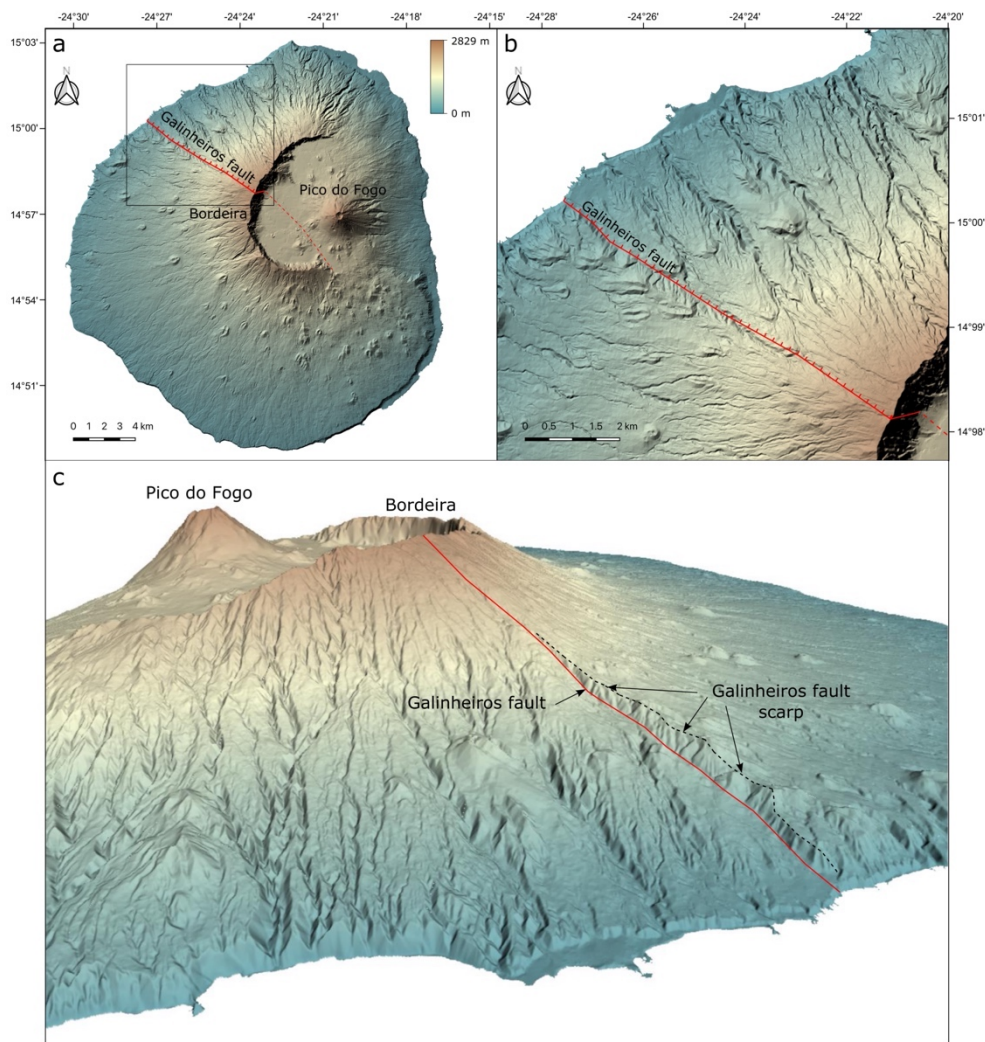 -24°30' -24°27' -24°24' -24°21' -24°18' -24°15'
-24°28' -24°26' -24°24' -24°22' -24°20'
a
N
2829 m
0 m
15°03'
15°00'
14°57'
14°54'
14°51'
Galinheiros fault
Pico do Fogo
Bordeira
0 1 2 3 4 km
b
N
15°01'
15°00'
14°99'
14°98'
Galinheiros fault
0 0.5 1 1.5 2 km
c
Pico do Fogo
Bordeira
Galinheiros fault
Galinheiros fault
scarp